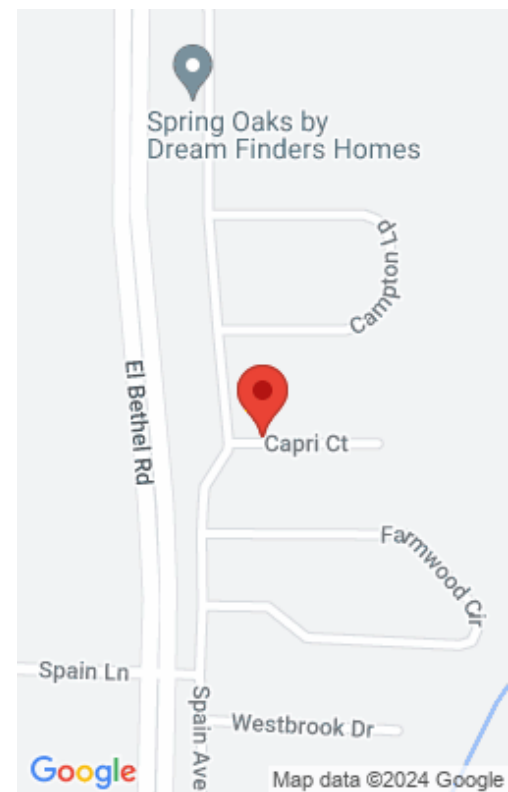 Spring Oaks by
Dream Finders Homes
Campton Lp
El Bethel Rd
Capri Ct
Farmwood Cir
Spain Ln
Spain Ave
Westbrook Dr
Google
Map data ©2024 Google